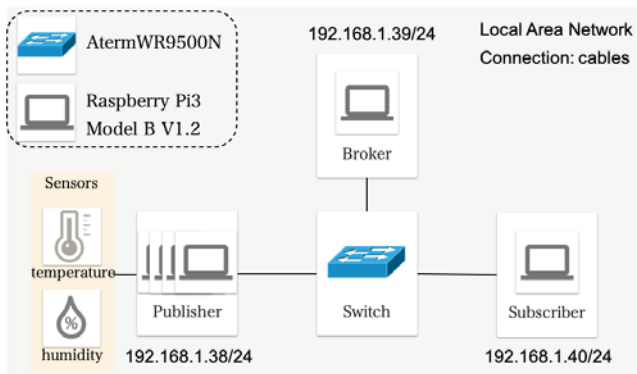 AtermWR9500N
Raspberry Pi3
Model B V1.2
192.168.1.39/24
Local Area Network
Connection: cables
Broker
Sensors
temperature
%
humidity
Publisher
192.168.1.38/24
Switch
Subscriber
192.168.1.40/24